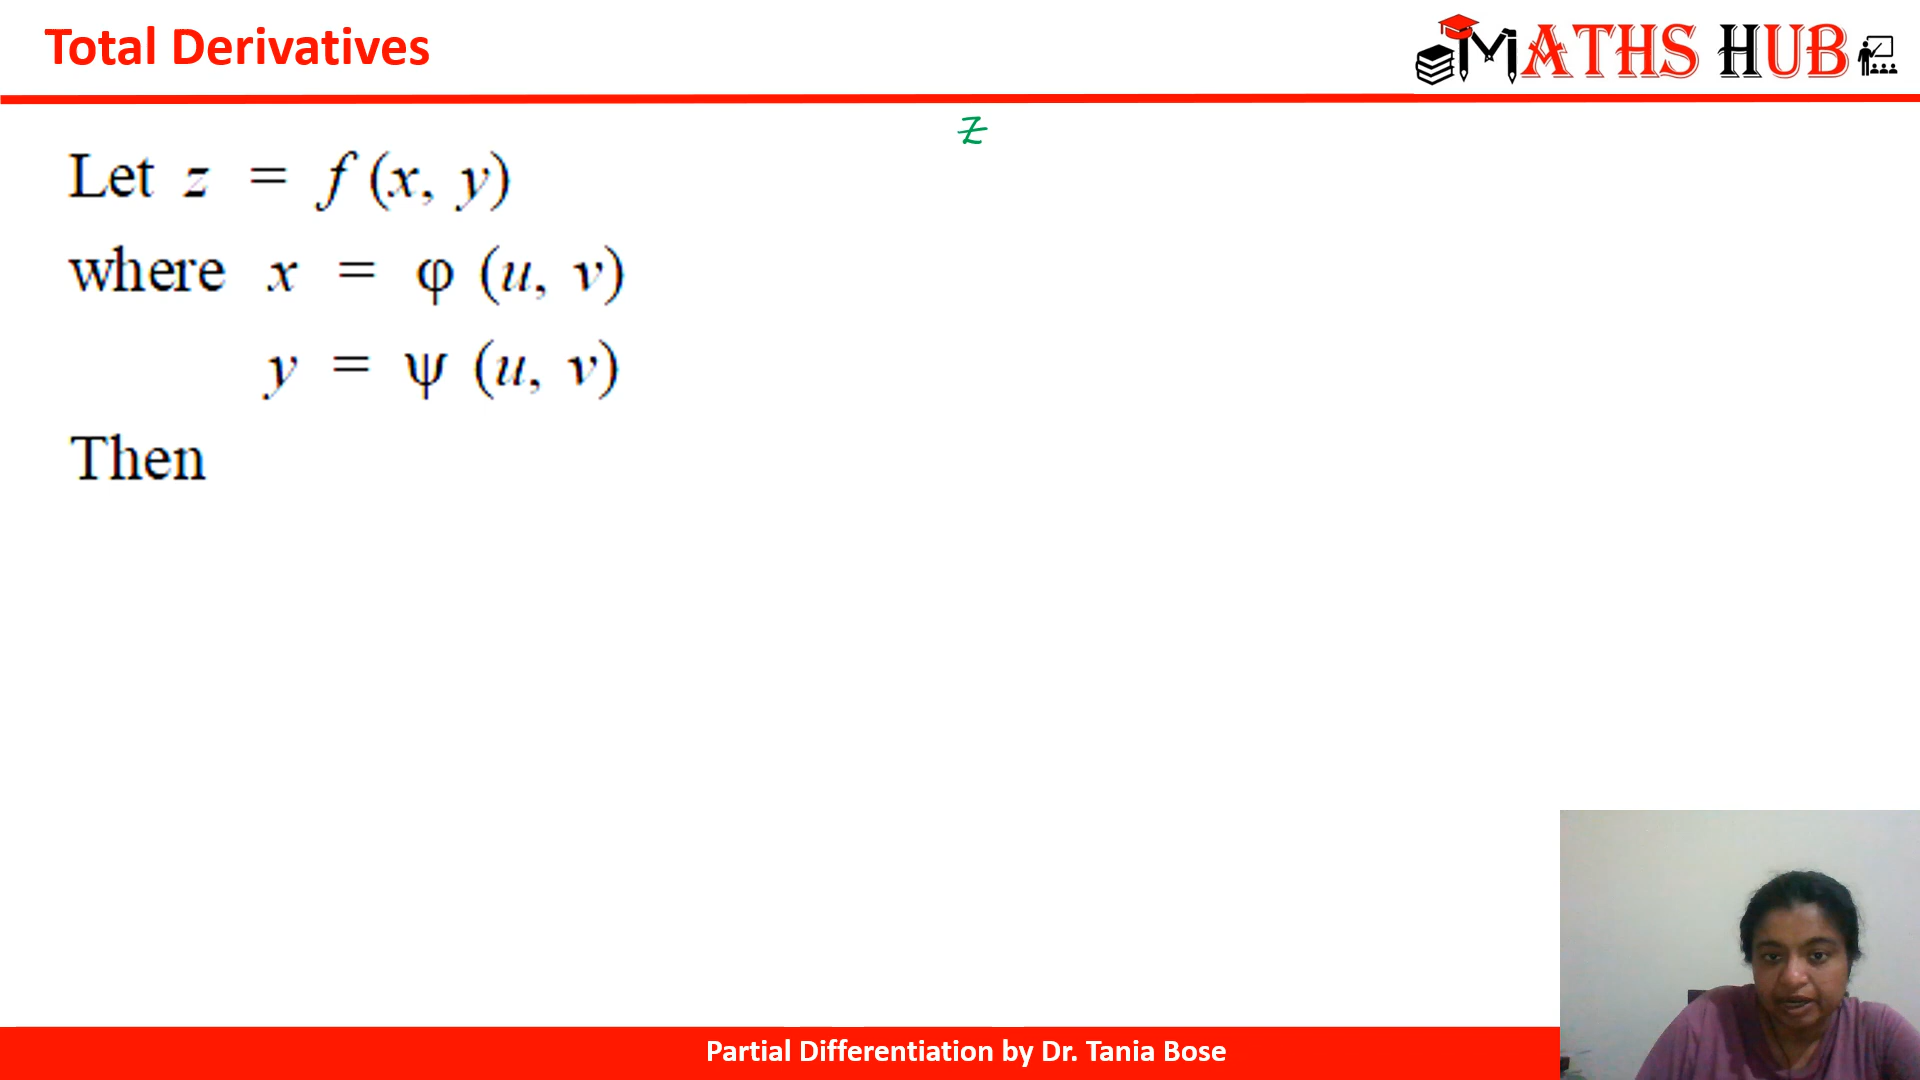 Total Derivatives
MATHS HUB
z
Let z = f (x, y)
where x = φ (u, v)
y = ψ (u, v)
Then
Partial Differentiation by Dr. Tania Bose